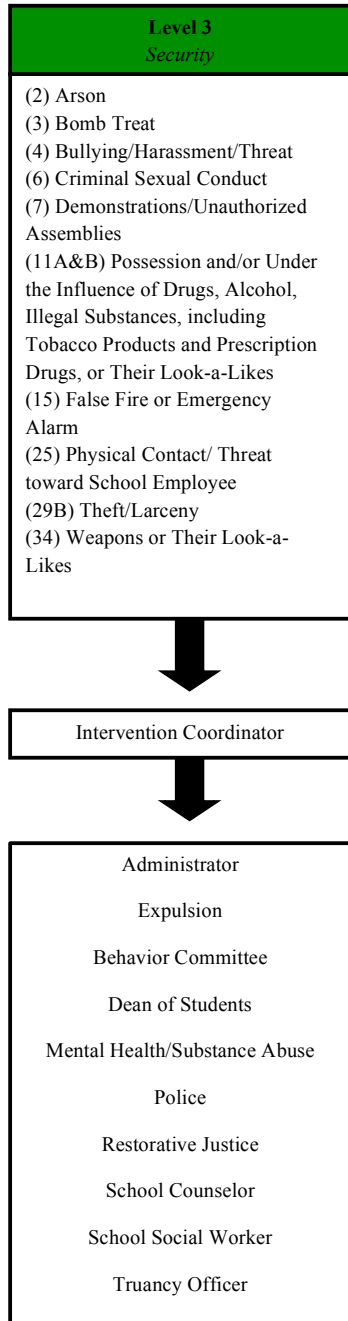 Level 3
Security
(2) Arson
(3) Bomb Treat
(4) Bullying/Harassment/Threat
(6) Criminal Sexual Conduct
(7) Demonstrations/Unauthorized
Assemblies
(11A&B) Possession and/or Under
the Influence of Drugs, Alcohol,
Illegal Substances, including
Tobacco Products and Prescription
Drugs, or Their Look-a-Likes
(15) False Fire or Emergency
Alarm
(25) Physical Contact/ Threat
toward School Employee
(29B) Theft/Larceny
(34) Weapons or Their Look-a-
Likes
Intervention Coordinator
Administrator
Expulsion
Behavior Committee
Dean of Students
Mental Health/Substance Abuse
Police
Restorative Justice
School Counselor
School Social Worker
Truancy Officer